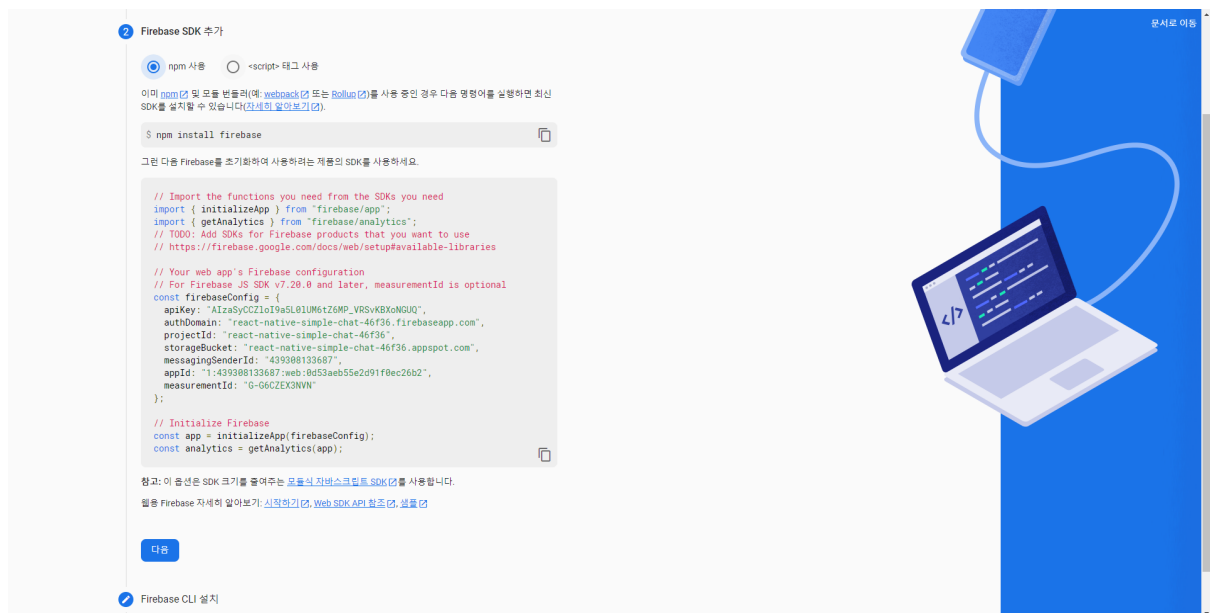 문서로 이동
2 Firebase SDK 추가
npm 사용 <script> 태그 사용
이미 npm 및 모듈 번들러(예: webpack 또는 Rollup)를 사용 중인 경우 다음 명령어를 실행하면 최신
SDK를 설치할 수 있습니다(자세히 알아보기).
$ npm install firebase
그런 다음 Firebase를 초기화하여 사용하려는 제품의 SDK를 사용하세요.
// Import the functions you need from the SDKs you need
import { initializeApp } from "firebase/app";
import { getAnalytics } from "firebase/analytics";
// TODO: Add SDKs for Firebase products that you want to use
// https://firebase.google.com/docs/web/setup#available-libraries
// Your web app's Firebase configuration
// For Firebase JS SDK v7.20.0 and later, measurementId is optional
const firebaseConfig = {
apiKey: "AIzaSyCCZloI9a5L0lUM6tZ6MP_VRSvKBXoNGUQ",
authDomain: "react-native-simple-chat-46f36.firebaseapp.com",
projectId: "react-native-simple-chat-46f36",
storageBucket: "react-native-simple-chat-46f36.appspot.com",
messagingSenderId: "439308133687",
appId: "1:439308133687:web:0d53aeb55e2d91f0ec26b2",
measurementId: "G-G6CZEX3NVN"
};
// Initialize Firebase
const app = initializeApp(firebaseConfig);
const analytics = getAnalytics(app);
참고: 이 옵션은 SDK 크기를 줄여주는 모듈식 자바스크립트 SDK를 사용합니다.
웹용 Firebase 자세히 알아보기: 시작하기, Web SDK API 참조, 샘플
다음
Firebase CLI 설치